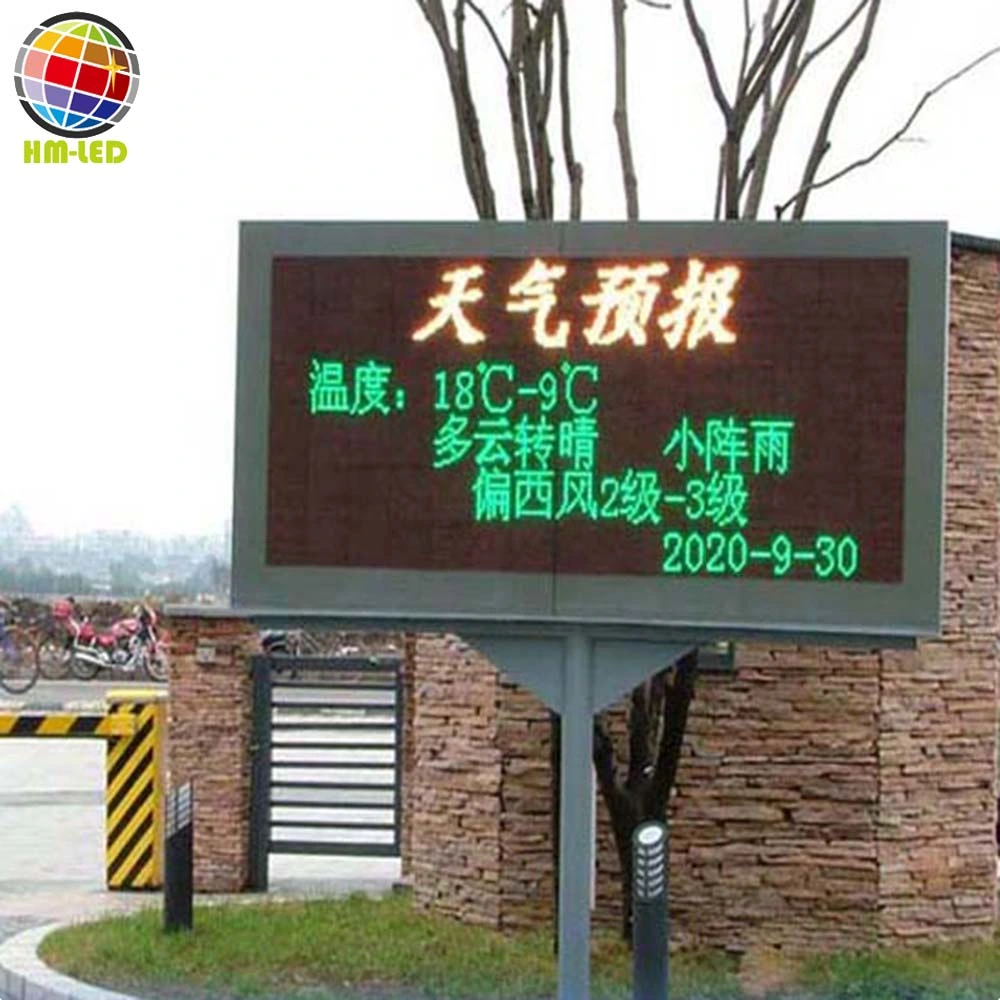 HM-LED
天气预报
温度：18℃-9℃
多云转晴 小阵雨
偏西风2级-3级
2020-9-30